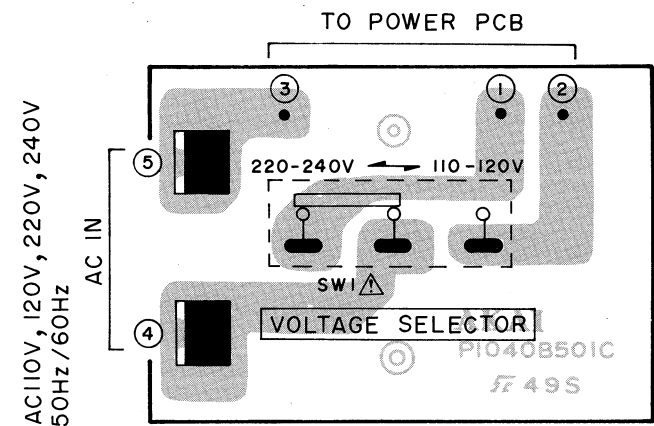 TO POWER PCB
3
1
2
5
220-240V
110-120V
AC110V, 120V, 220V, 240V
50Hz/60Hz
AC IN
SW1
4
VOLTAGE SELECTOR
AKAI
P1040B501C
49S